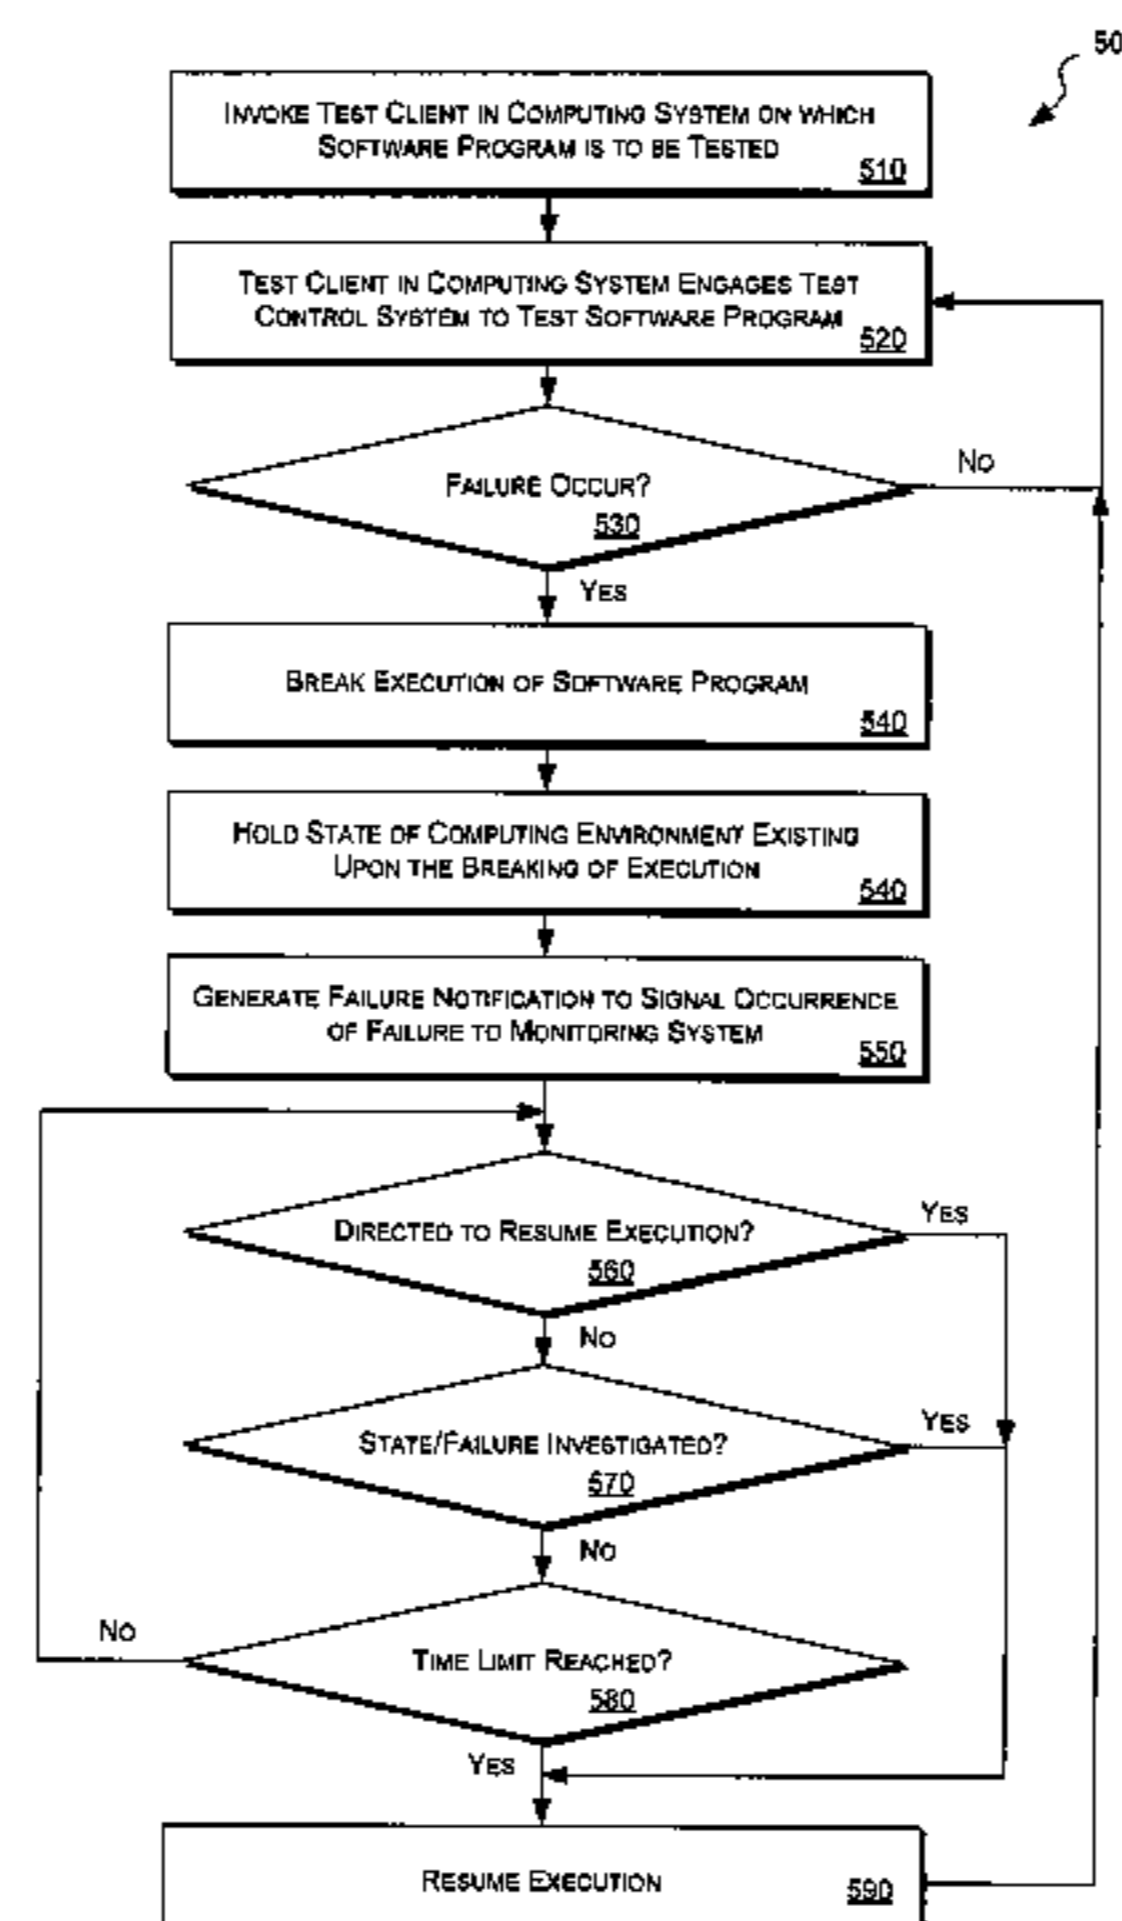 50
INVOKE TEST CLIENT IN COMPUTING SYSTEM ON WHICH
SOFTWARE PROGRAM IS TO BE TESTED
510
TEST CLIENT IN COMPUTING SYSTEM ENGAGES TEST
CONTROL SYSTEM TO TEST SOFTWARE PROGRAM
520
FAILURE OCCUR?
530
NO
YES
BREAK EXECUTION OF SOFTWARE PROGRAM
540
HOLD STATE OF COMPUTING ENVIRONMENT EXISTING
UPON THE BREAKING OF EXECUTION
540
GENERATE FAILURE NOTIFICATION TO SIGNAL OCCURRENCE
OF FAILURE TO MONITORING SYSTEM
550
DIRECTED TO RESUME EXECUTION?
560
YES
NO
STATE/FAILURE INVESTIGATED?
570
YES
NO
TIME LIMIT REACHED?
580
NO
YES
RESUME EXECUTION
590